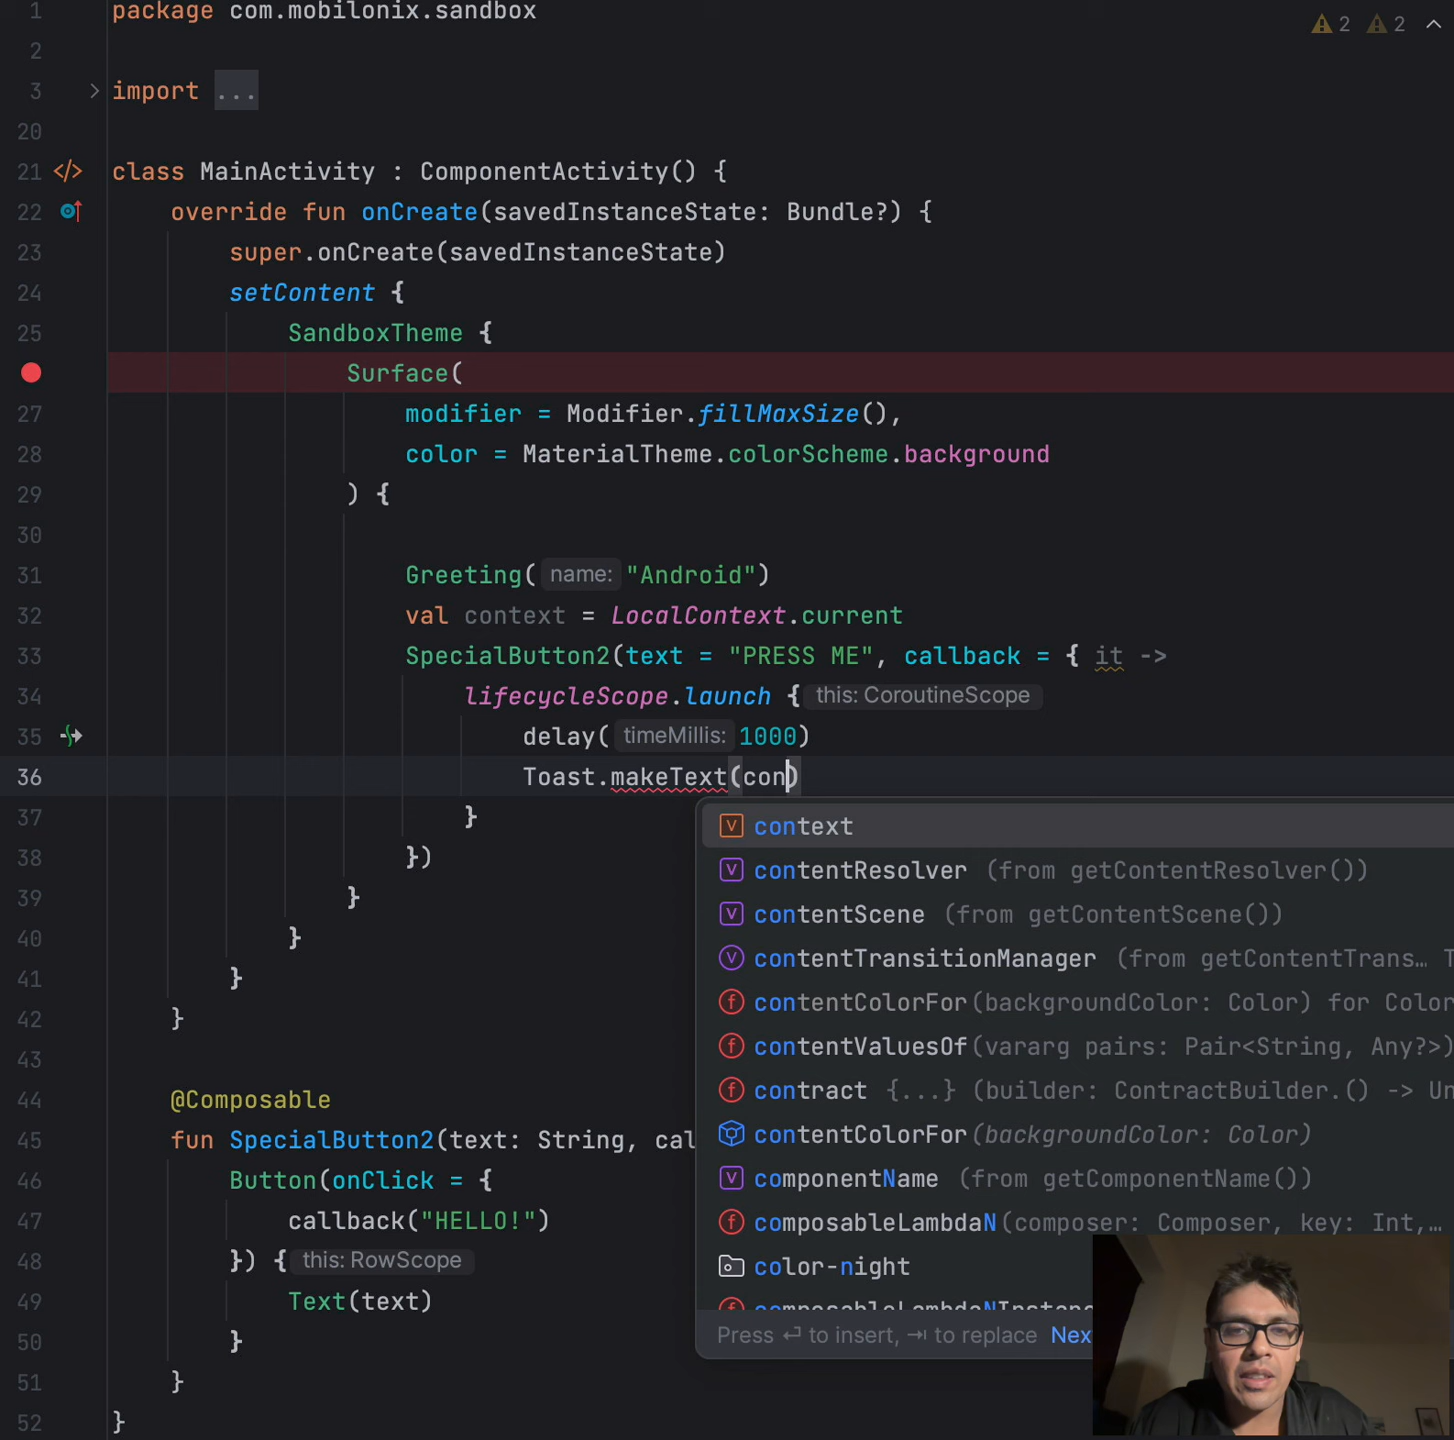 1 package com.mobilonix.sandbox
2 2
2
3 import ...
20
21 class MainActivity : ComponentActivity() {
22 override fun onCreate(savedInstanceState: Bundle?) {
23 super.onCreate(savedInstanceState)
24 setContent {
25 SandboxTheme {
Surface(
27 modifier = Modifier.fillMaxSize(),
28 color = MaterialTheme.colorScheme.background
29 ) {
30
31 Greeting( name: "Android")
32 val context = LocalContext.current
33 SpecialButton2(text = "PRESS ME", callback = { it ->
34 lifecycleScope.launch { this: CoroutineScope
35 delay( timeMillis: 1000)
36 Toast.makeText(con)
37 }
38 })
39 }
40 }
41 }
42 }
43
44 @Composable
45 fun SpecialButton2(text: String, cal
46 Button(onClick = {
47 callback("HELLO!")
48 }) { this: RowScope
49 Text(text)
50 }
51 }
52 }
context
contentResolver (from getContentResolver())
contentScene (from getContentScene())
contentTransitionManager (from getContentTrans… T
contentColorFor(backgroundColor: Color) for Color
contentValuesOf(vararg pairs: Pair<String, Any?>)
contract {...} (builder: ContractBuilder.() -> Un
contentColorFor(backgroundColor: Color)
componentName (from getComponentName())
composableLambdaN(composer: Composer, key: Int,…
color-night
composableLambdaNInstanc
Press ↵ to insert, ⇥ to replace Nex